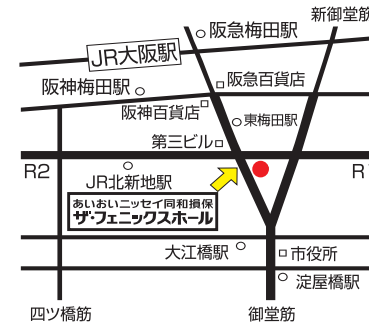 新御堂筋
阪急梅田駅
JR大阪駅
阪急百貨店
阪神梅田駅
阪神百貨店
東梅田駅
第三ビル
R2
R1
JR北新地駅
あいおいニッセイ同和損保
ザ・フェニックスホール
大江橋駅
市役所
淀屋橋駅
四ツ橋筋
御堂筋